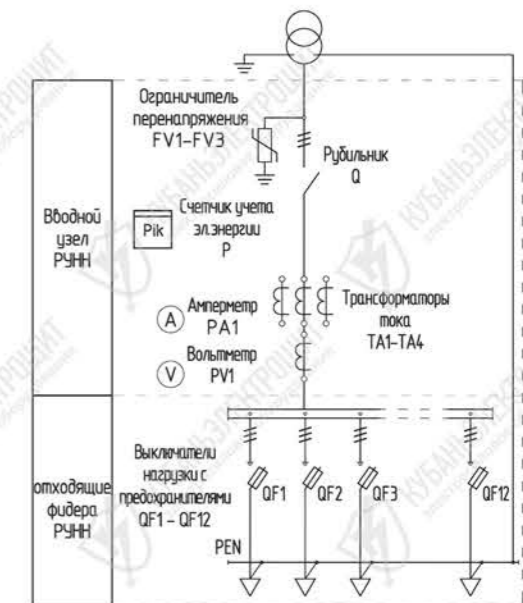 Ограничитель
перенапряжения
FV1-FV3
Рубильник
Q
Вводной
узел
РУНН
Pik
Счетчик учета
эл.энергии
P
A
Амперметр
PA1
Трансформаторы
тока
TA1-TA4
V
Вольтметр
PV1
отходящие
фидера
РУНН
Выключатели
нагрузки с
предохранителями
QF1 - QF12
QF1
QF2
QF3
QF12
PEN
КУБАНЬЭЛЕКТРОЩИТ